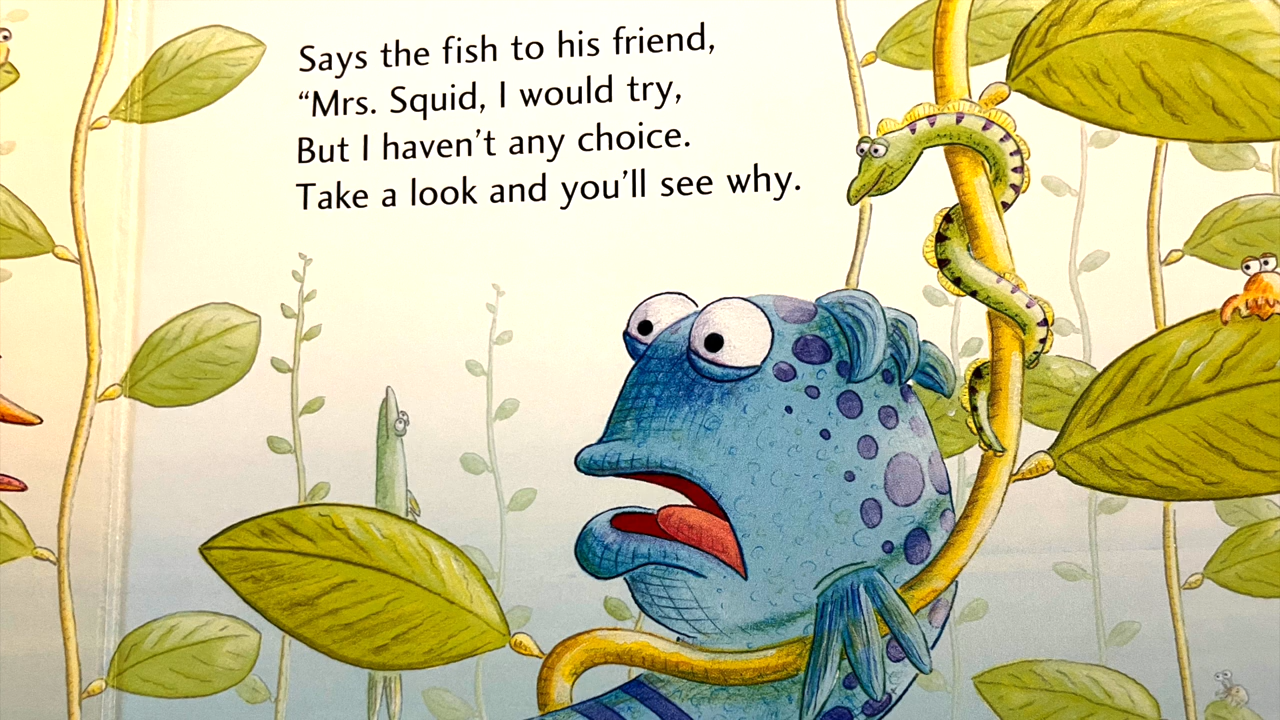 Says the fish to his friend,
“Mrs. Squid, I would try,
But I haven’t any choice.
Take a look and you’ll see why.